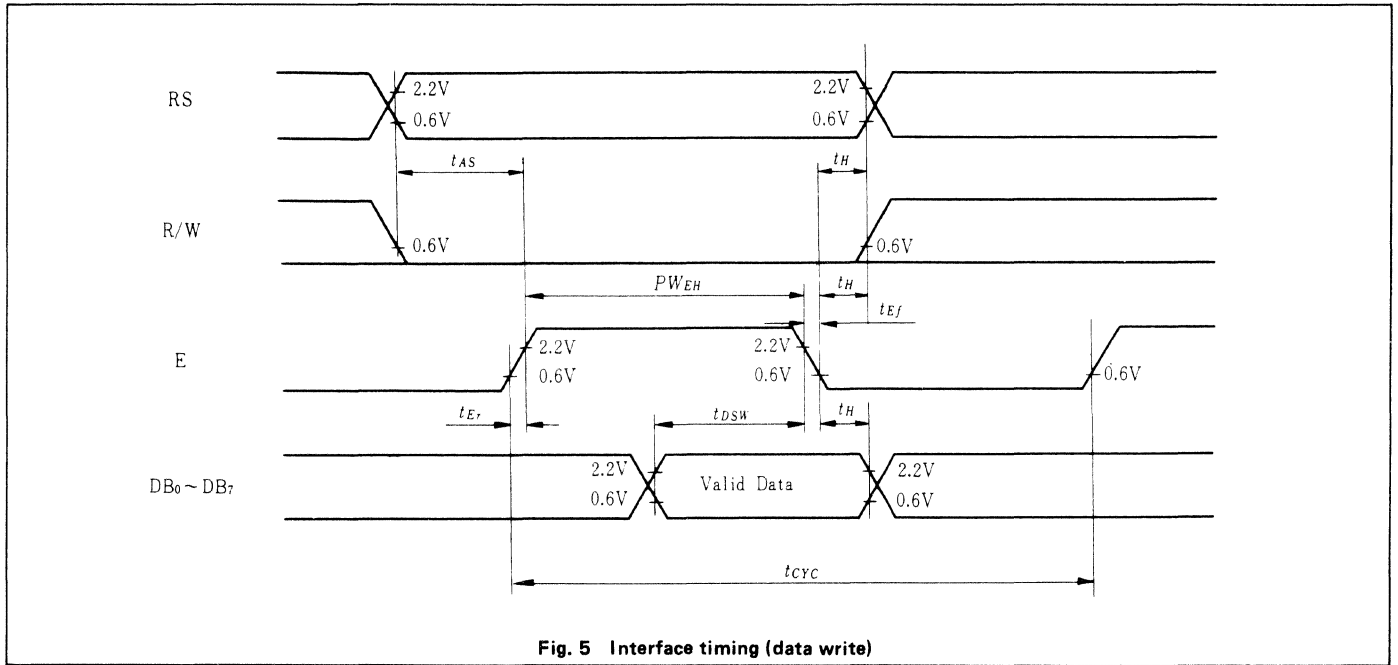 RS
2.2V
2.2V
0.6V
0.6V
tAS
tH
R/W
0.6V
0.6V
PWEH
tH
tEf
E
2.2V
2.2V
0.6V
0.6V
0.6V
tEr
tDSW
tH
DB₀~DB₇
2.2V
Valid Data
2.2V
0.6V
0.6V
tCYC
Fig. 5 Interface timing (data write)